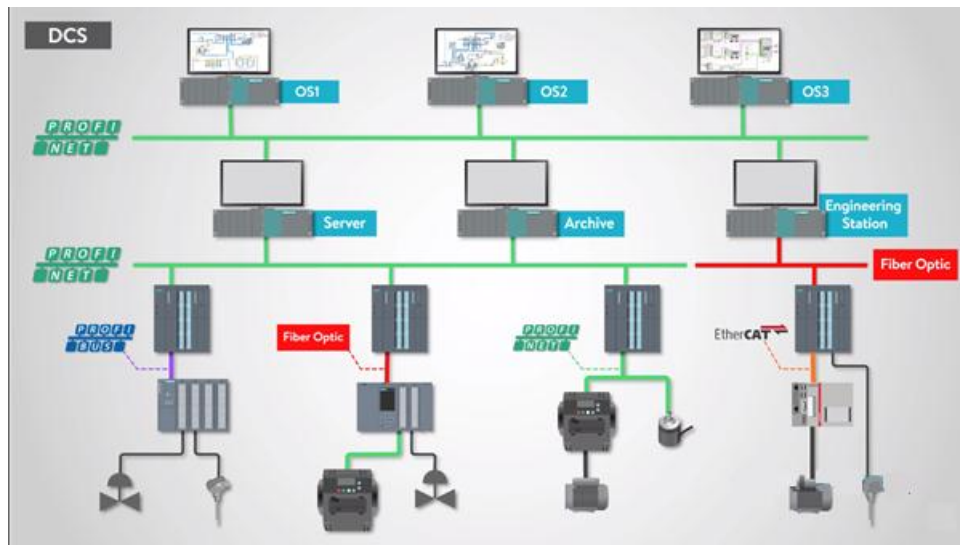 DCS
OS1
OS2
OS3
PROFI
NET
Server
Archive
Engineering
Station
PROFI
NET
Fiber Optic
PROFI
BUS
Fiber Optic
PROFI
NET
EtherCAT